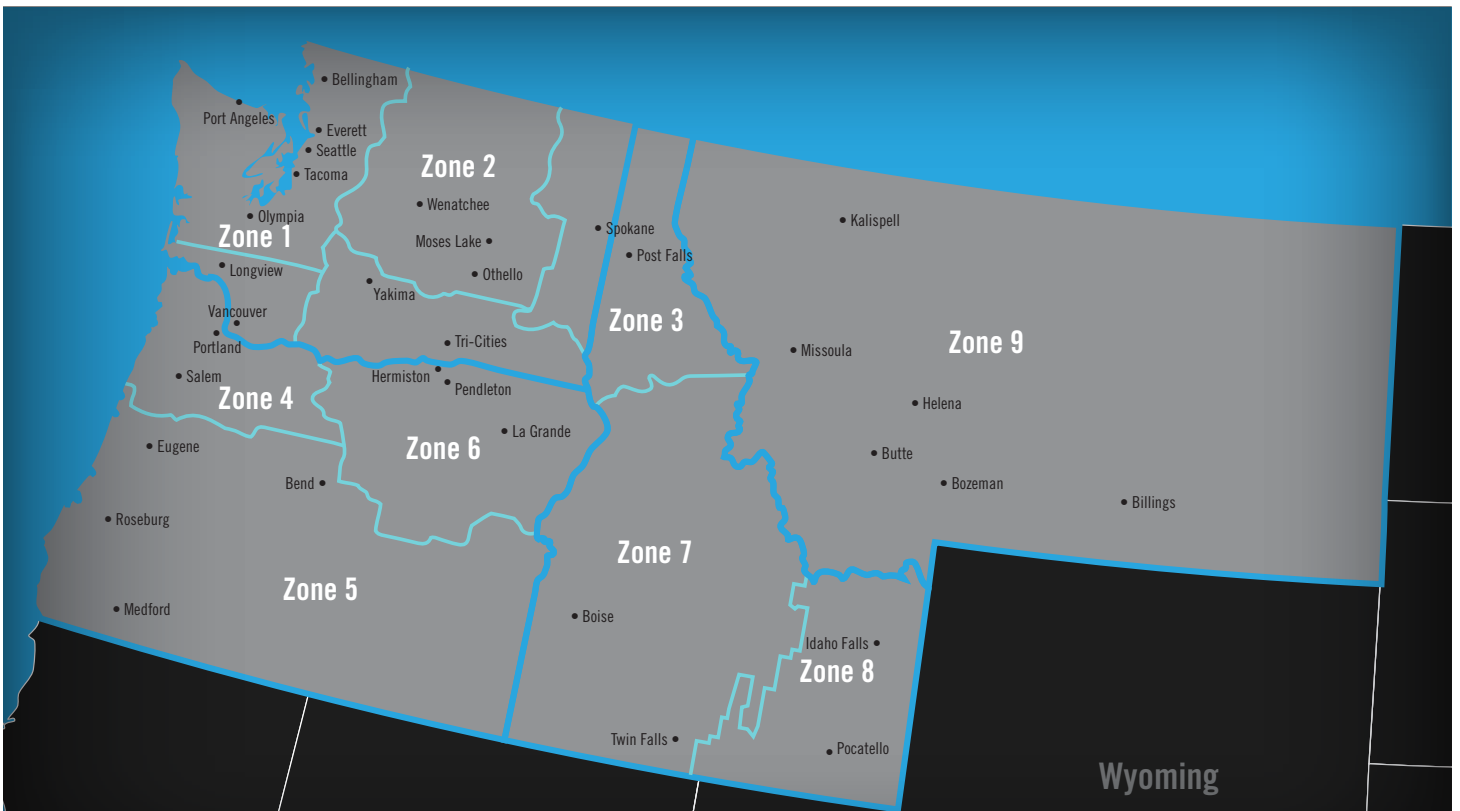 Bellingham
Port Angeles
Everett
Seattle
Tacoma
Zone 2
Wenatchee
Olympia
Zone 1
Moses Lake
Spokane
Kalispell
Post Falls
Longview
Othello
Yakima
Vancouver
Portland
Tri-Cities
Zone 3
Missoula
Zone 9
Salem
Hermiston
Pendleton
Zone 4
Helena
Eugene
La Grande
Zone 6
Butte
Bend
Bozeman
Billings
Roseburg
Zone 7
Zone 5
Medford
Boise
Idaho Falls
Zone 8
Twin Falls
Pocatello
Wyoming